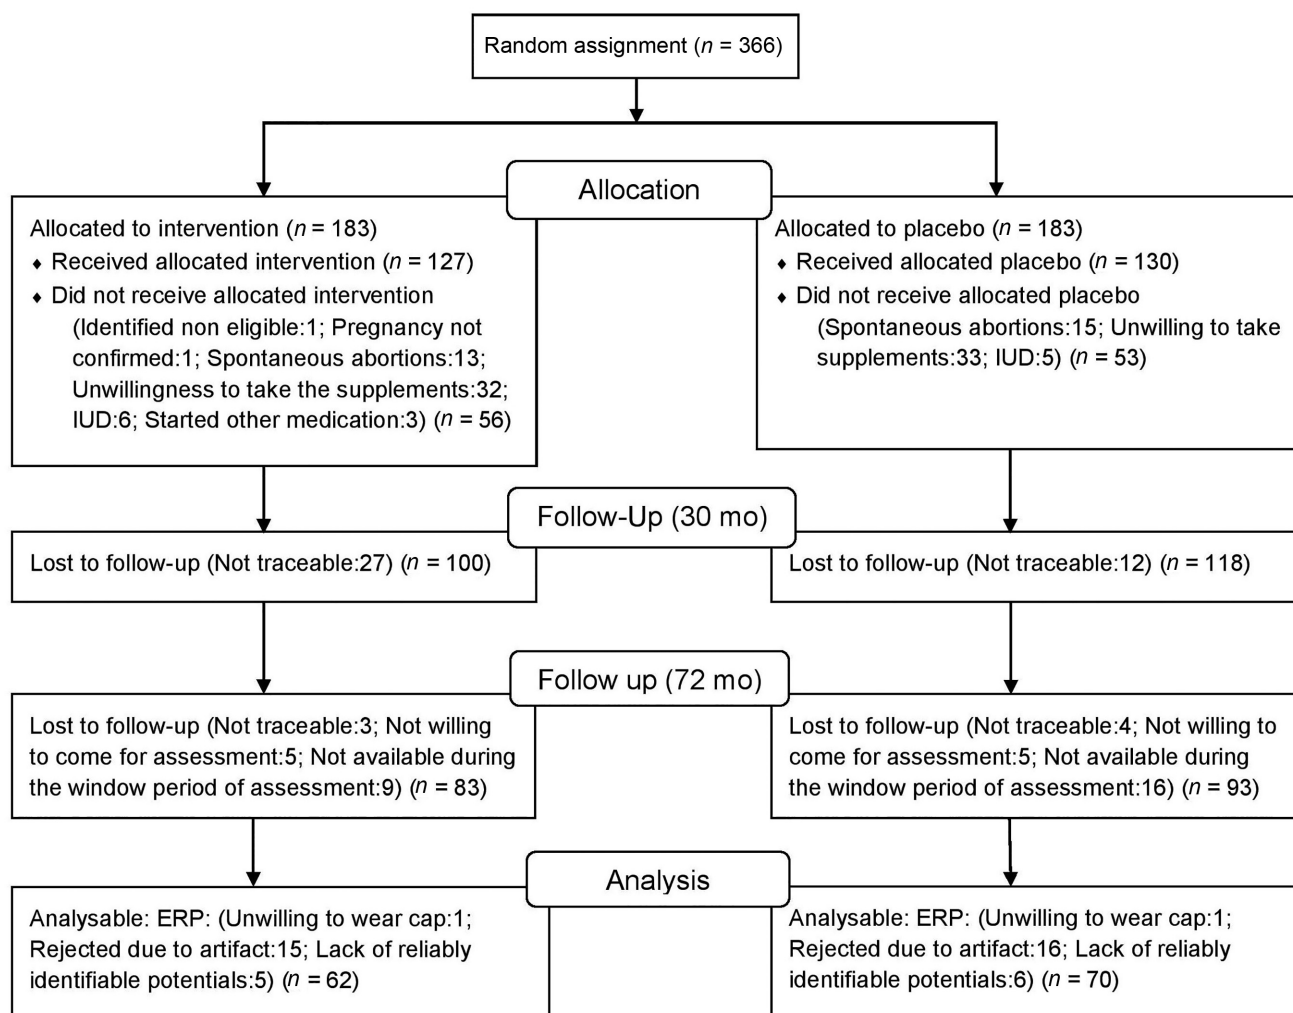 Random assignment (n = 366)
Allocation
Allocated to intervention (n = 183)
♦ Received allocated intervention (n = 127)
♦ Did not receive allocated intervention
(Identified non eligible:1; Pregnancy not
confirmed:1; Spontaneous abortions:13;
Unwillingness to take the supplements:32;
IUD:6; Started other medication:3) (n = 56)
Allocated to placebo (n = 183)
♦ Received allocated placebo (n = 130)
♦ Did not receive allocated placebo
(Spontaneous abortions:15; Unwilling to take
supplements:33; IUD:5) (n = 53)
Follow-Up (30 mo)
Lost to follow-up (Not traceable:27) (n = 100)
Lost to follow-up (Not traceable:12) (n = 118)
Follow up (72 mo)
Lost to follow-up (Not traceable:3; Not willing
to come for assessment:5; Not available during
the window period of assessment:9) (n = 83)
Lost to follow-up (Not traceable:4; Not willing to
come for assessment:5; Not available during
the window period of assessment:16) (n = 93)
Analysis
Analysable: ERP: (Unwilling to wear cap:1;
Rejected due to artifact:15; Lack of reliably
identifiable potentials:5) (n = 62)
Analysable: ERP: (Unwilling to wear cap:1;
Rejected due to artifact:16; Lack of reliably
identifiable potentials:6) (n = 70)